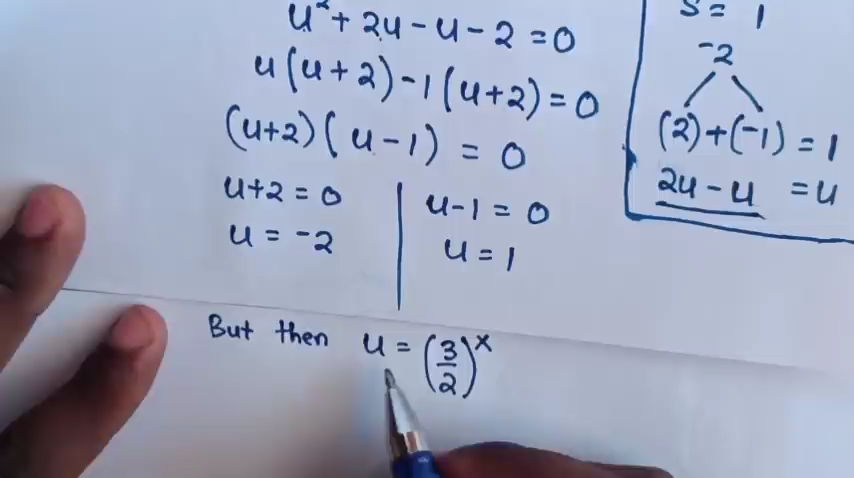 u² + 2u - u - 2 = 0
u(u+2) - 1(u+2) = 0
(u+2)(u-1) = 0
u+2 = 0
u = -2
u-1 = 0
u = 1
But then u = (3/2)^x
S = 1
-2
(2)+(-1) = 1
2u - u = u